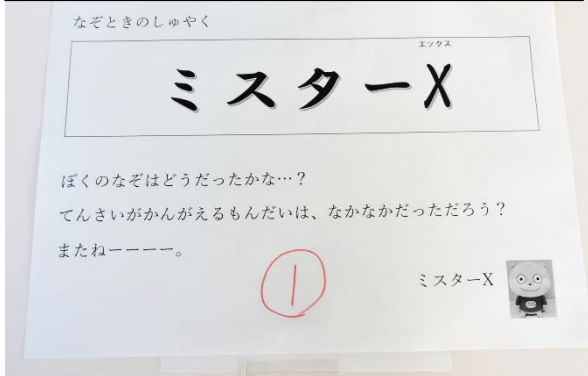 なぞときのしゅやく
エックス
ミスターX
ぼくのなぞはどうだったかな…？
てんさいがかんがえるもんだいは、なかなかだっただろう？
またねーーーー。
1
ミスターX